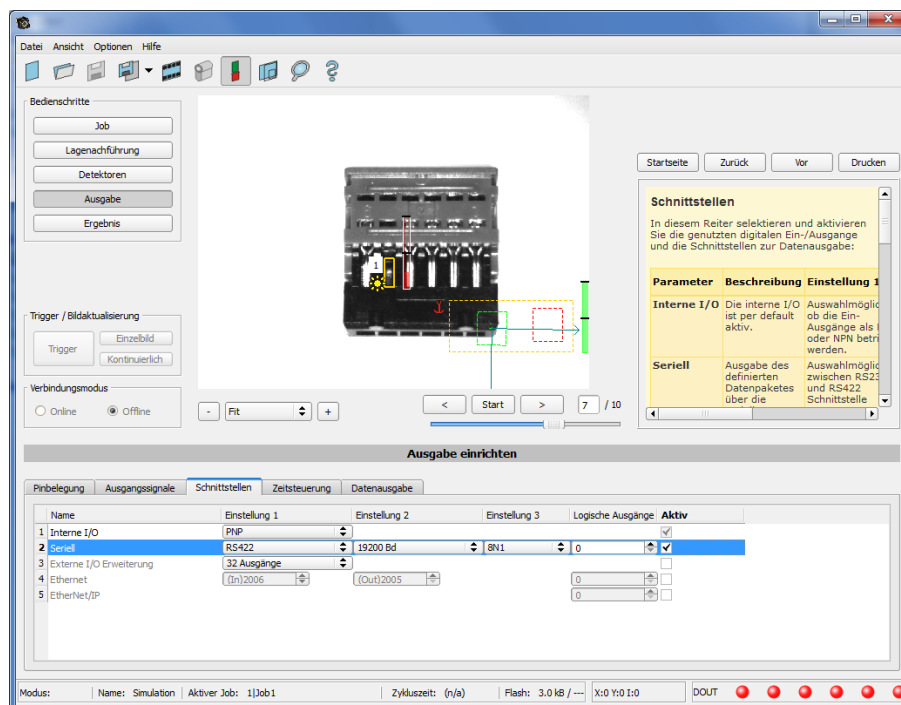 Datei Ansicht Optionen Hilfe
Bedienschritte
Job
Lagenachführung
Detektoren
Ausgabe
Ergebnis
Trigger / Bildaktualisierung
Trigger
Einzelbild
Kontinuierlich
Verbindungsmodus
Online Offline
1
- Fit +
< Start > 7 / 10
Startseite Zurück Vor Drucken
Schnittstellen
In diesem Reiter selektieren und aktivieren
Sie die genutzten digitalen Ein-/Ausgange
und die Schnittstellen zur Datenausgabe:
Parameter Beschreibung Einstellung 1
Interne I/O Die interne I/O Auswahlmöglic
ist per default ob die Ein-
aktiv. Ausgänge als
oder NPN betri
werden.
Seriell Ausgabe des Auswahlmöglic
definierten zwischen RS23
Datenpaketes und RS422
über die Schnittstelle
Ausgabe einrichten
Pinbelegung Ausgangssignale Schnittstellen Zeitsteuerung Datenausgabe
Name Einstellung 1 Einstellung 2 Einstellung 3 Logische Ausgänge Aktiv
1 Interne I/O PNP
2 Seriell RS422 19200 Bd 8N1 0
3 Externe I/O Erweiterung 32 Ausgänge
4 Ethernet (In)2006 (Out)2005 0
5 EtherNet/IP 0
Modus: Name: Simulation Aktiver Job: 1|Job1 Zykluszeit: (n/a) Flash: 3.0 kB / --- X:0 Y:0 I:0 DOUT